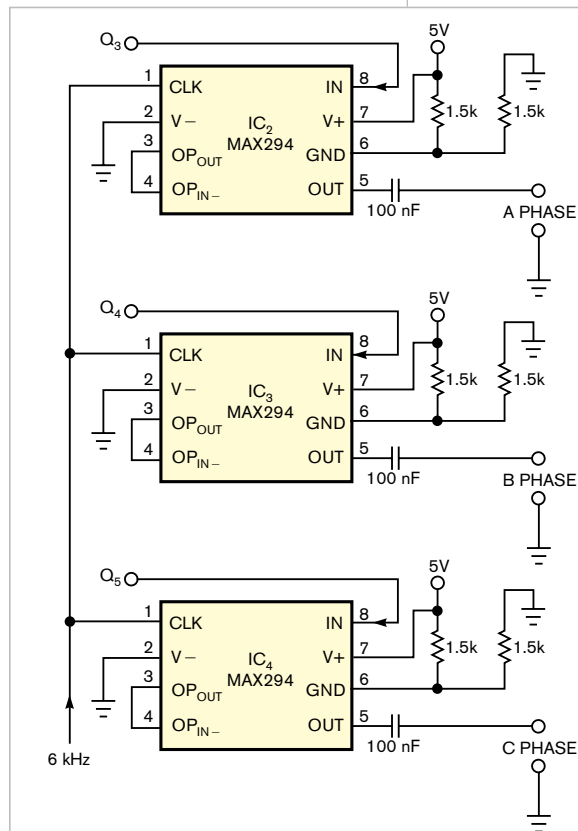 Q3
5V
1 CLK IN 8
2 V– IC2 V+ 7 1.5k 1.5k
3 OPOUT MAX294 GND 6
4 OPIN– OUT 5
100 nF A PHASE
Q4
5V
1 CLK IN 8
2 V– IC3 V+ 7 1.5k 1.5k
3 OPOUT MAX294 GND 6
4 OPIN– OUT 5
100 nF B PHASE
Q5
5V
1 CLK IN 8
2 V– IC4 V+ 7 1.5k 1.5k
3 OPOUT MAX294 GND 6
4 OPIN– OUT 5
6 kHz 100 nF C PHASE